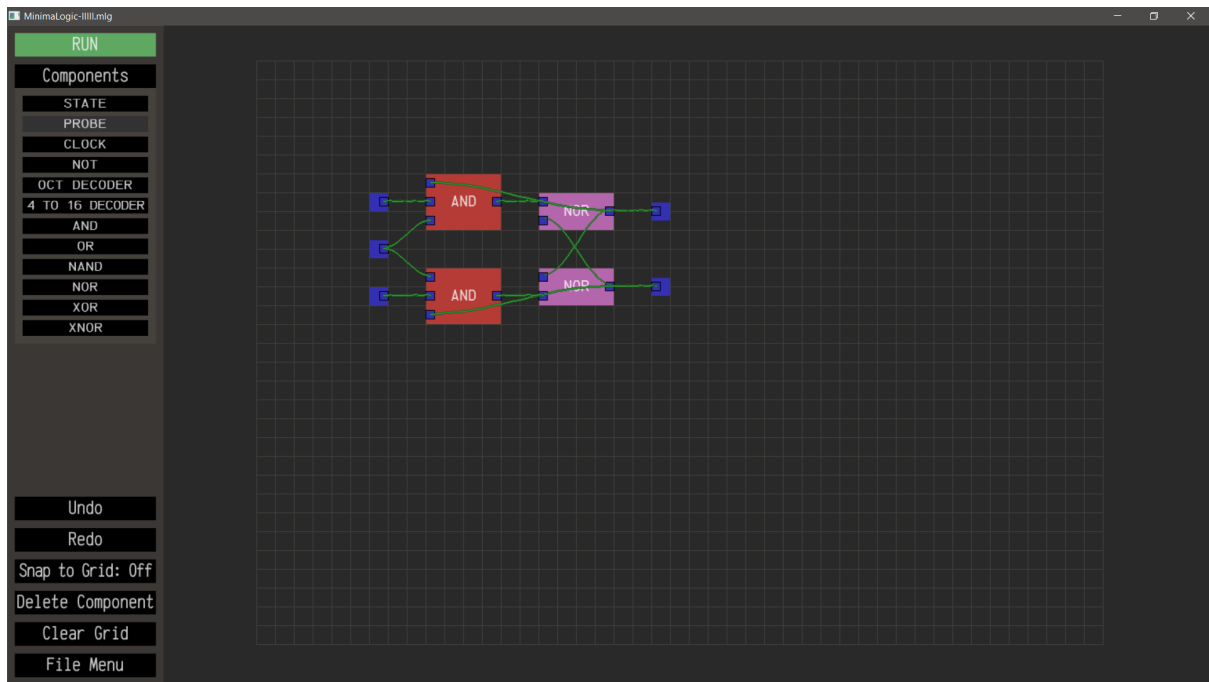 MinimaLogic-IIIII.mlg
RUN
Components
STATE
PROBE
CLOCK
NOT
OCT DECODER
4 TO 16 DECODER
AND
OR
NAND
NOR
XOR
XNOR
Undo
Redo
Snap to Grid: Off
Delete Component
Clear Grid
File Menu
AND
NOR
AND
NOR